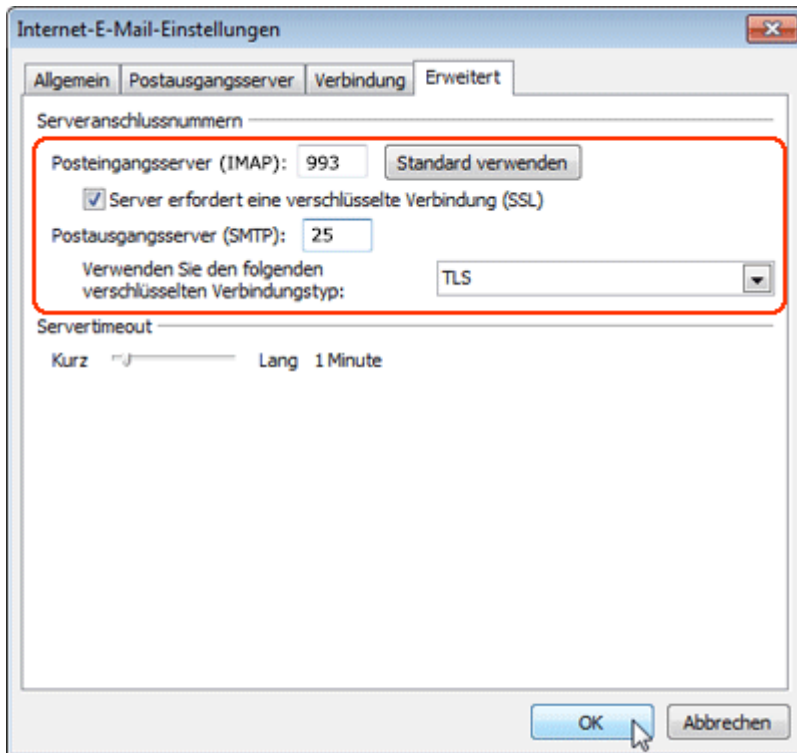 Internet-E-Mail-Einstellungen
Allgemein Postausgangsserver Verbindung Erweitert
Serveranschlussnummern
Posteingangsserver (IMAP): 993 Standard verwenden
Server erfordert eine verschlüsselte Verbindung (SSL)
Postausgangsserver (SMTP): 25
Verwenden Sie den folgenden
verschlüsselten Verbindungstyp: TLS
Servertimeout
Kurz Lang 1 Minute
OK Abbrechen